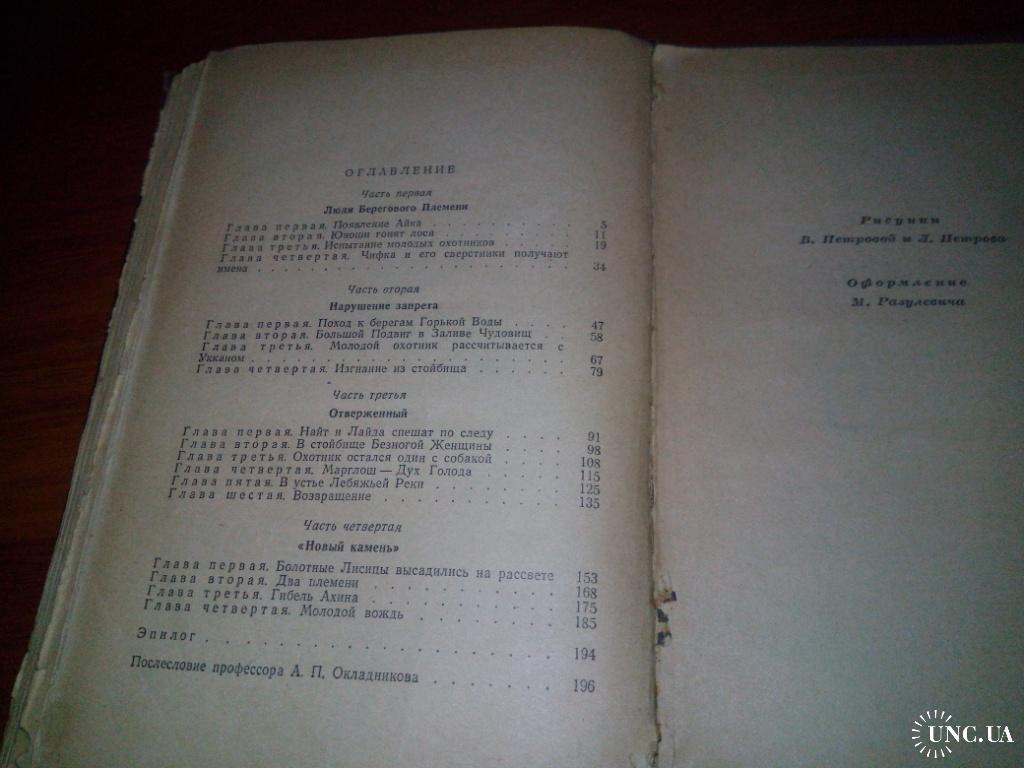 ОГЛАВЛЕНИЕ
Часть первая
Люди Берегового Племени
Глава первая. Появление Айка . . . . . . . . . . 5
Глава вторая. Юноши гонят лося . . . . . . . . . 11
Глава третья. Испытание молодых охотников . . . . . 19
Глава четвертая. Чифка и его сверстники получают
имена . . . . . . . . . . . . . . . . . . . . 34
Часть вторая
Нарушение запрета
Глава первая. Поход к берегам Горькой Воды . . . . 47
Глава вторая. Большой Подвиг в Заливе Чудовищ . . 58
Глава третья. Молодой охотник рассчитывается с
Укканом . . . . . . . . . . . . . . . . . . . . 67
Глава четвертая. Изгнание из стойбища . . . . . . 79
Часть третья
Отверженный
Глава первая. Найт и Лайда спешат по следу . . . . 91
Глава вторая. В стойбище Безногой Женщины . . . . 98
Глава третья. Охотник остался один с собакой . . . . 108
Глава четвертая. Марглош — Дух Голода . . . . . 115
Глава пятая. В устье Лебяжьей Реки . . . . . . . 125
Глава шестая. Возвращение . . . . . . . . . . 135
Часть четвертая
«Новый камень»
Глава первая. Болотные Лисицы высадились на рассвете 153
Глава вторая. Два племени . . . . . . . . . . 168
Глава третья. Гибель Ахина . . . . . . . . . . 175
Глава четвертая. Молодой вождь . . . . . . . . 185
Эпилог . . . . . . . . . . . . . . . . . . 194
Послесловие профессора А. П. Окладникова . . . . . . 196
Рисунки
В. Петровой и Л. Петрова
Оформление
М. Разулевича
UNC.UA